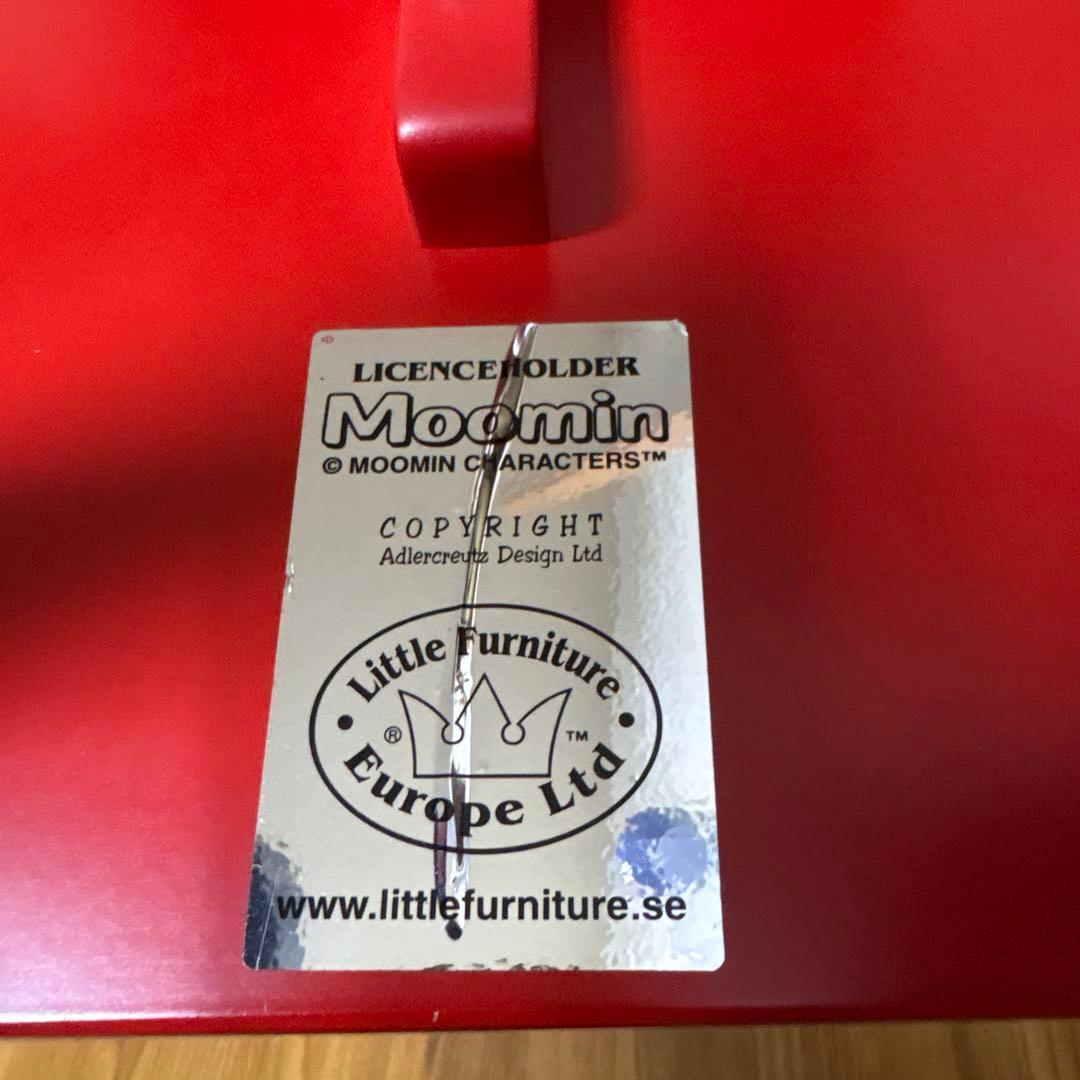 LICENCEHOLDER
Moomin
© MOOMIN CHARACTERS™
COPYRIGHT
Adlercreutz Design Ltd
Little Furniture
® ™
Europe Ltd
www.littlefurniture.se